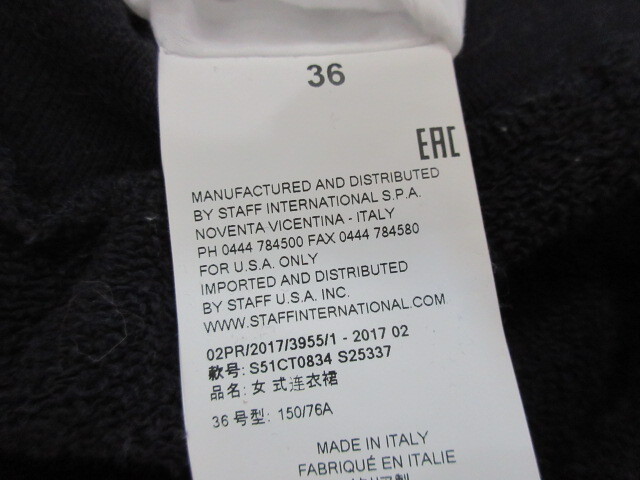 36
EAC
MANUFACTURED AND DISTRIBUTED
BY STAFF INTERNATIONAL S.P.A.
NOVENTA VICENTINA - ITALY
PH 0444 784500 FAX 0444 784580
FOR U.S.A. ONLY
IMPORTED AND DISTRIBUTED
BY STAFF U.S.A. INC.
WWW.STAFFINTERNATIONAL.COM
02PR/2017/3955/1 - 2017 02
款号: S51CT0834 S25337
品名: 女式连衣裙
36 号型: 150/76A
MADE IN ITALY
FABRIQUÉ EN ITALIE